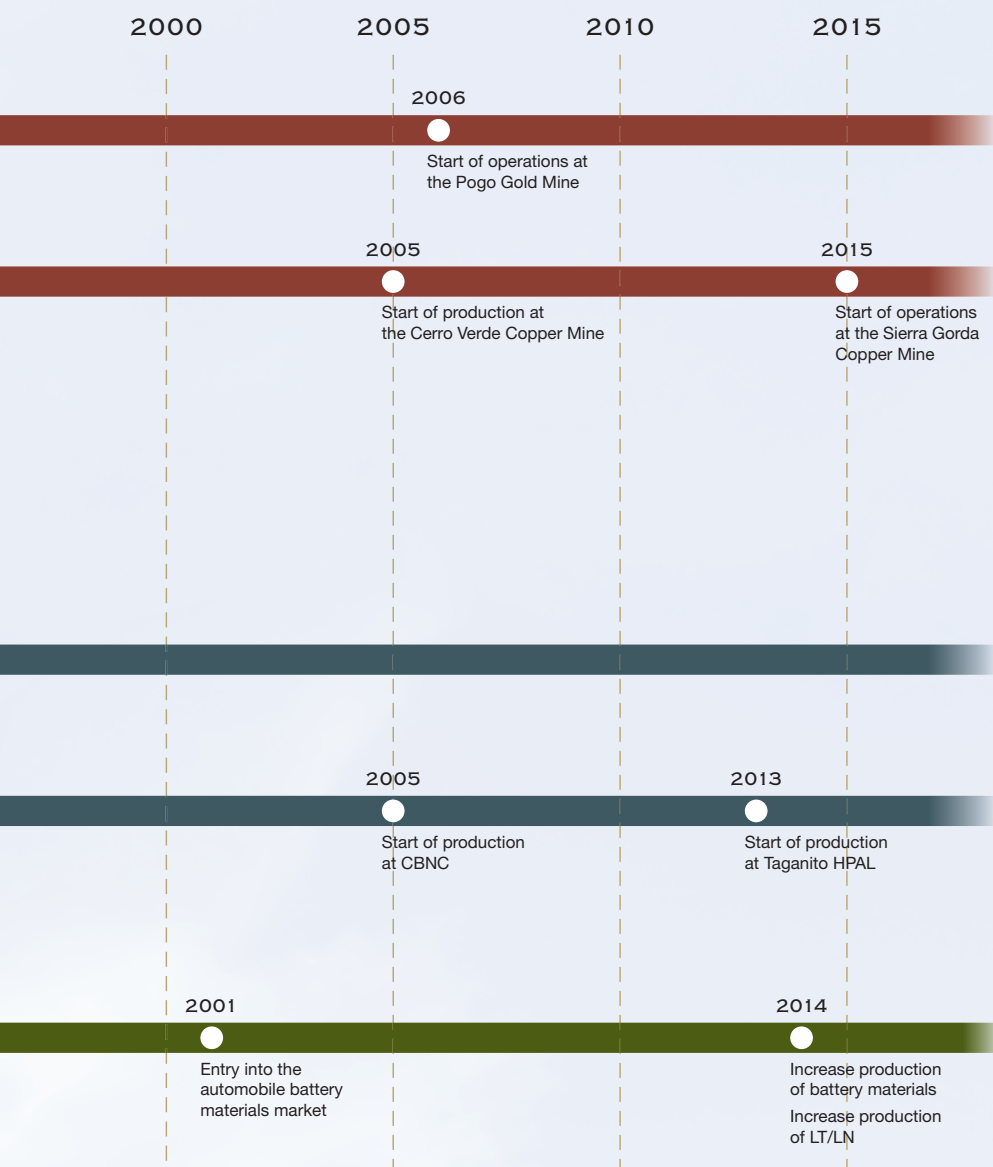 2000
2005
2010
2015
2006
Start of operations at
the Pogo Gold Mine
2005
Start of production at
the Cerro Verde Copper Mine
2015
Start of operations
at the Sierra Gorda
Copper Mine
2005
Start of production
at CBNC
2013
Start of production
at Taganito HPAL
2001
Entry into the
automobile battery
materials market
2014
Increase production
of battery materials
Increase production
of LT/LN